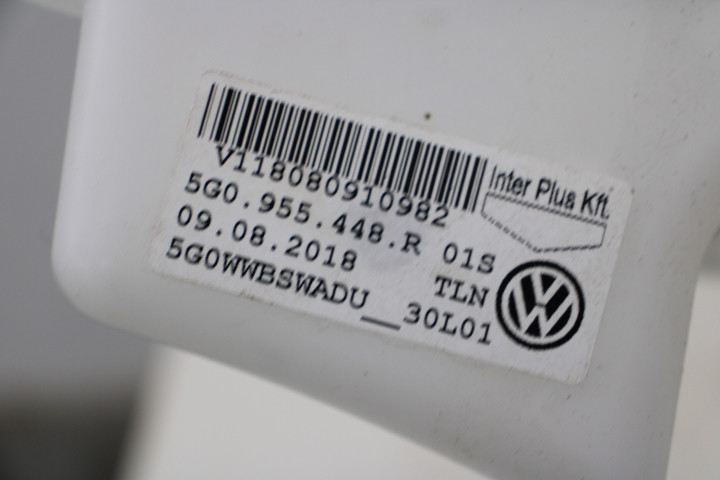 V118080910982
Inter Plus Kft.
5G0.955.448.R 01S
09.08.2018 TLN
5G0WWBSWADU__30L01